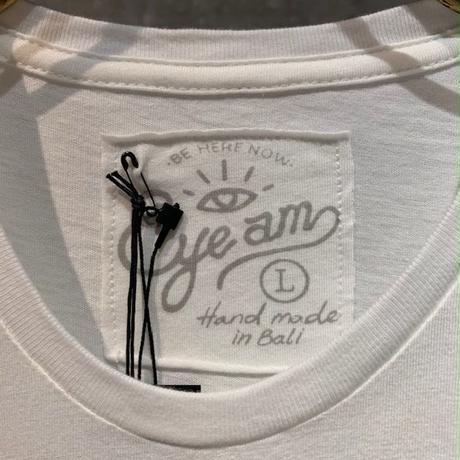 ·BE HERE NOW·
Eye am
L
Hand made
in Bali